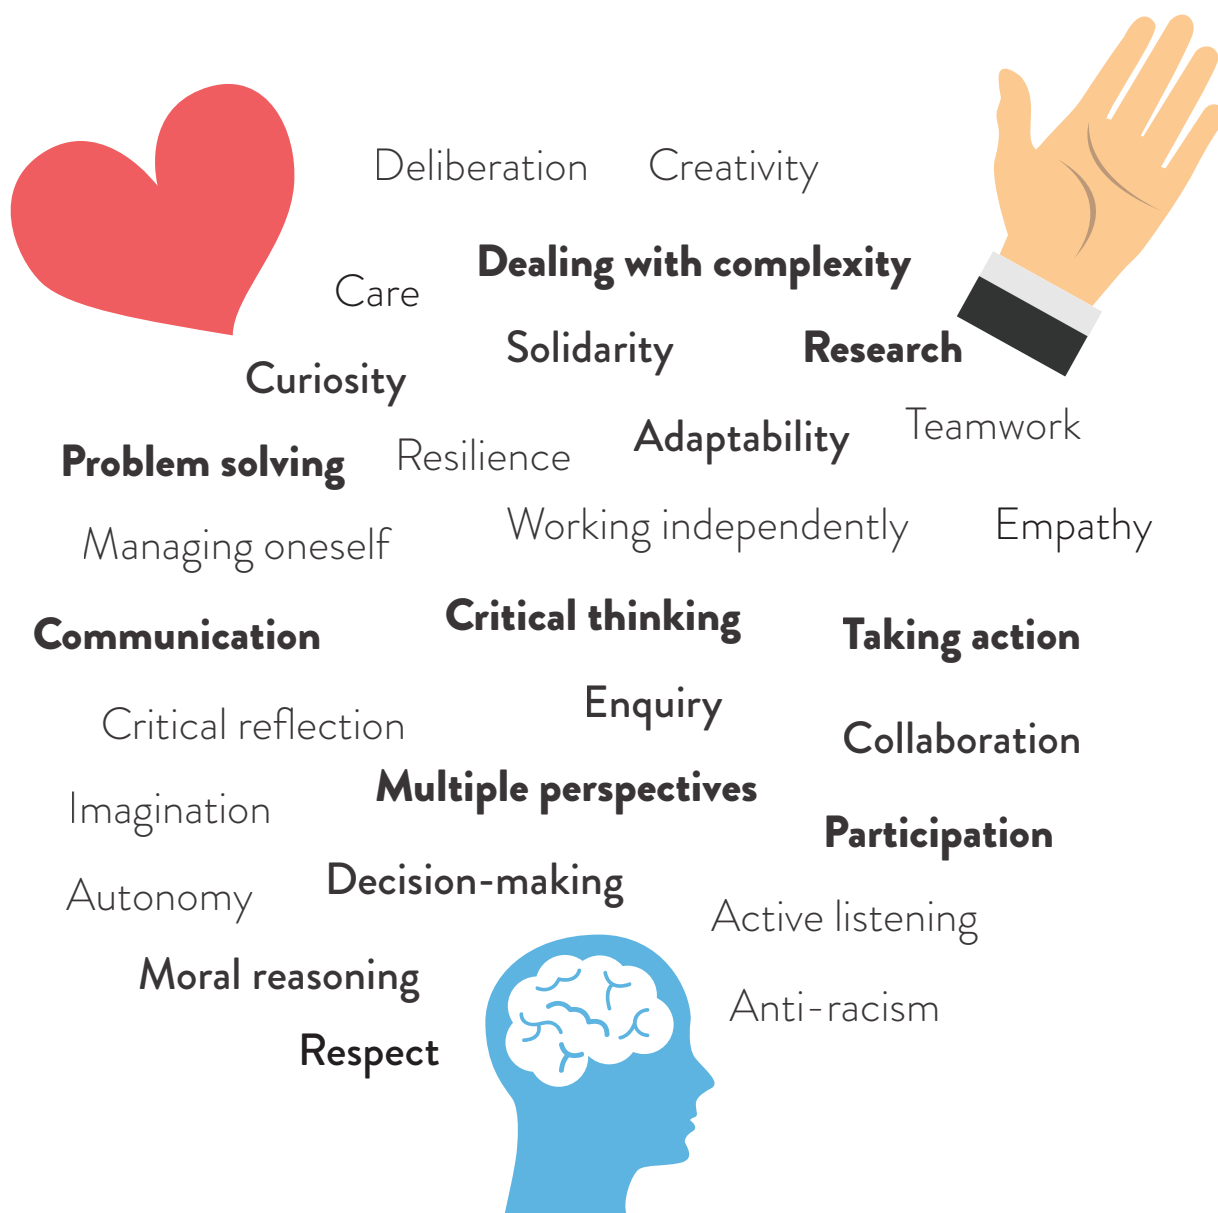 Deliberation
Creativity
Dealing with complexity
Care
Solidarity
Research
Curiosity
Adaptability
Teamwork
Problem solving
Resilience
Working independently
Empathy
Managing oneself
Communication
Critical thinking
Taking action
Enquiry
Critical reflection
Collaboration
Multiple perspectives
Imagination
Participation
Decision-making
Autonomy
Active listening
Moral reasoning
Anti-racism
Respect